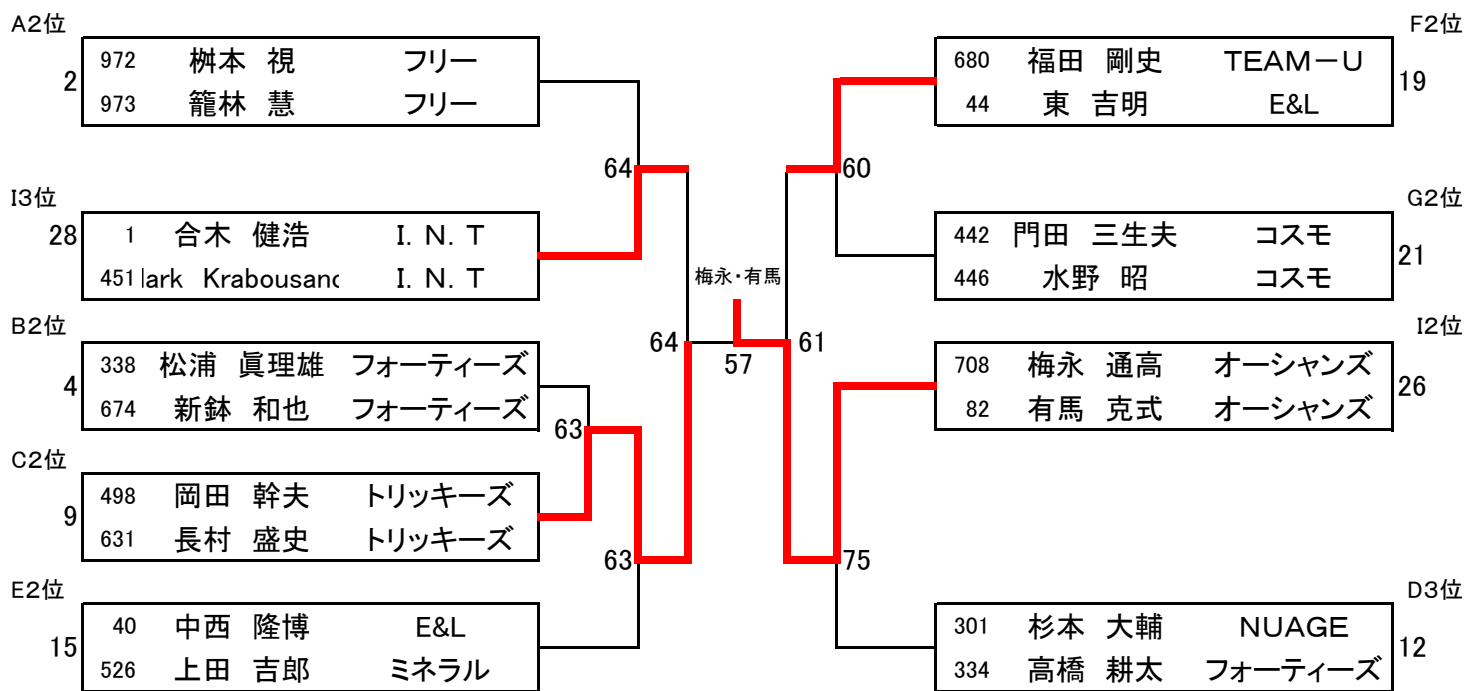 A2位
2
972 桝本 視 フリー
973 籠林 慧 フリー
I3位
28
1 合木 健浩 I. N. T
451 lark Krabousanc I. N. T
B2位
4
338 松浦 眞理雄 フォーティーズ
674 新鉢 和也 フォーティーズ
C2位
9
498 岡田 幹夫 トリッキーズ
631 長村 盛史 トリッキーズ
E2位
15
40 中西 隆博 E&L
526 上田 吉郎 ミネラル
64
63
63
64
梅永・有馬
57
61
60
75
F2位
680 福田 剛史 TEAM－U
44 東 吉明 E&L
19
G2位
442 門田 三生夫 コスモ
446 水野 昭 コスモ
21
I2位
708 梅永 通高 オーシャンズ
82 有馬 克式 オーシャンズ
26
D3位
301 杉本 大輔 NUAGE
334 高橋 耕太 フォーティーズ
12